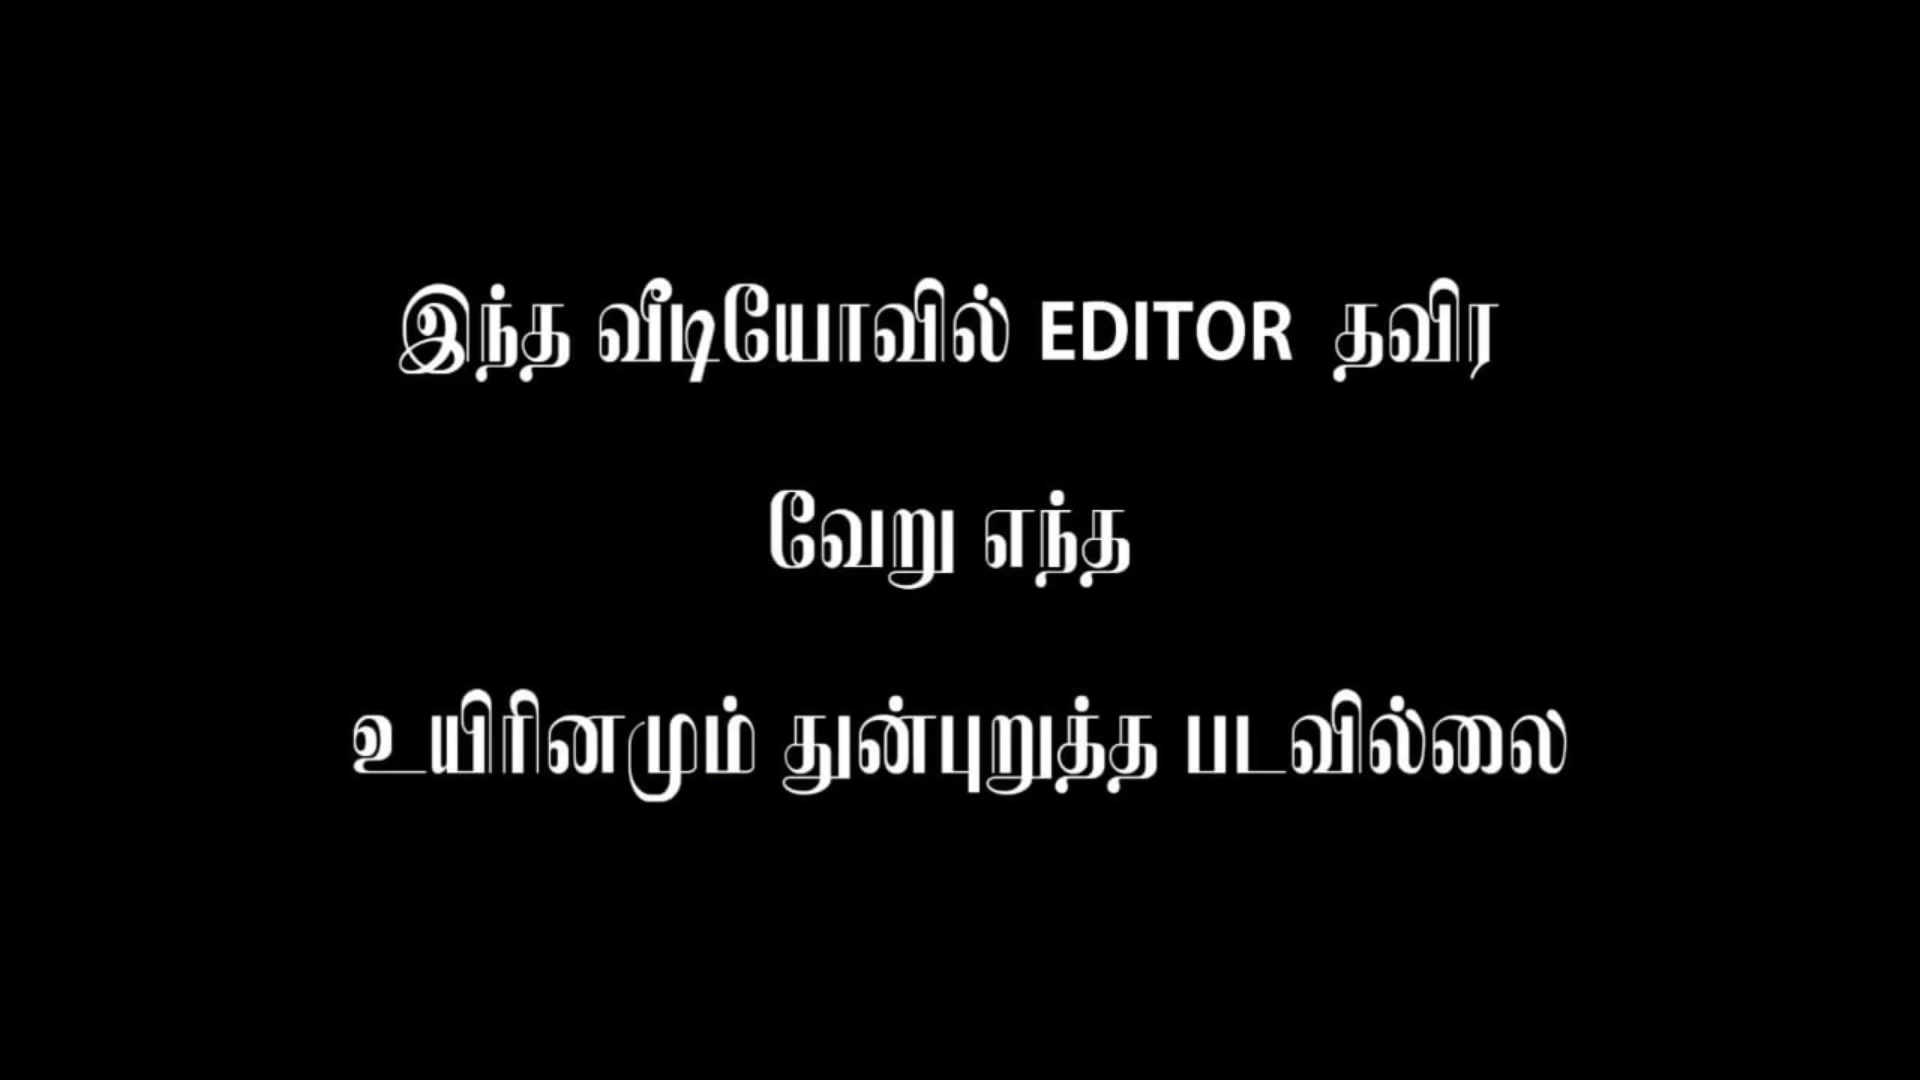 இந்த வீடியோவில் EDITOR தவிர
வேறு எந்த
உயிரினமும் துன்புறுத்த படவில்லை